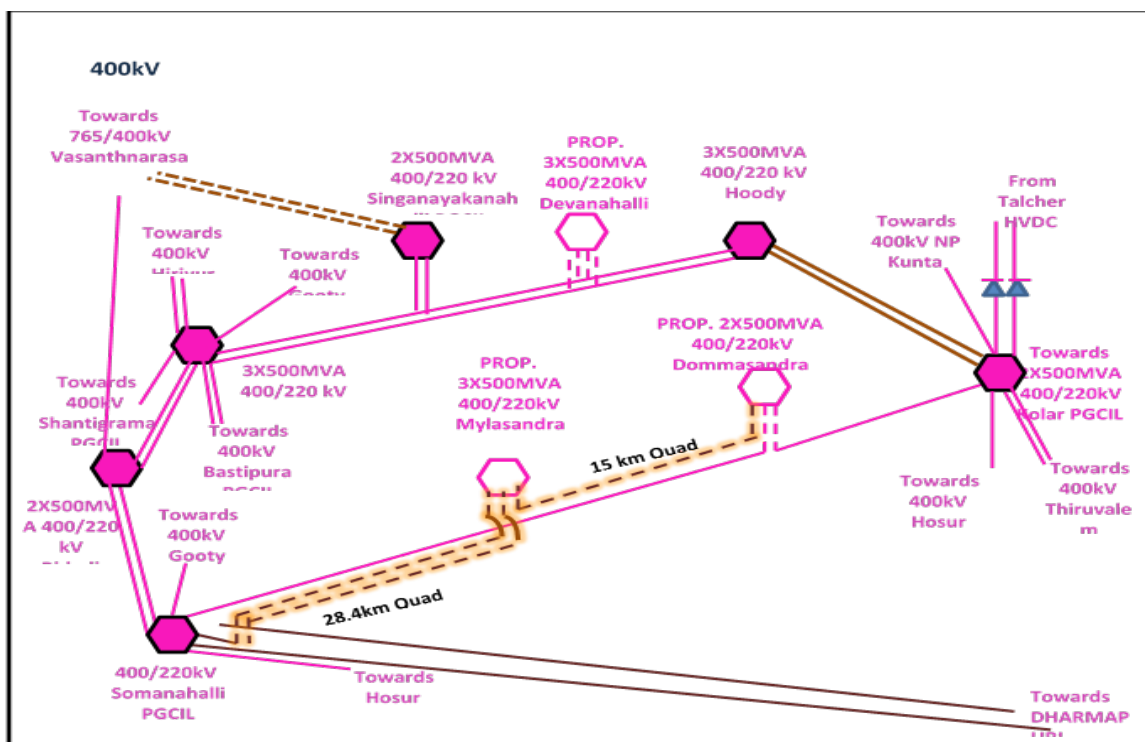 400kV
Towards
765/400kV
Vasanthnarasa
2X500MVA
400/220 kV
Singanayakanah
PROP.
3X500MVA
400/220kV
Devanahalli
3X500MVA
400/220 kV
Hoody
From
Talcher
HVDC
Towards
400kV NP
Kunta
Towards
400kV
Towards
400kV
Gooty
3X500MVA
400/220 kV
PROP.
3X500MVA
400/220kV
Mylasandra
PROP. 2X500MVA
400/220kV
Dommasandra
Towards
2X500MVA
400/220kV
Kolar PGCIL
Towards
400kV
Shantigrama
PGCIL
Towards
400kV
Bastipura
PGCIL
15 km Quad
Towards
400kV
Hosur
Towards
400kV
Thiruvale
m
2X500MV
A 400/220
kV
Towards
400kV
Gooty
28.4km Quad
400/220kV
Somanahalli
PGCIL
Towards
Hosur
Towards
DHARMAP
URI